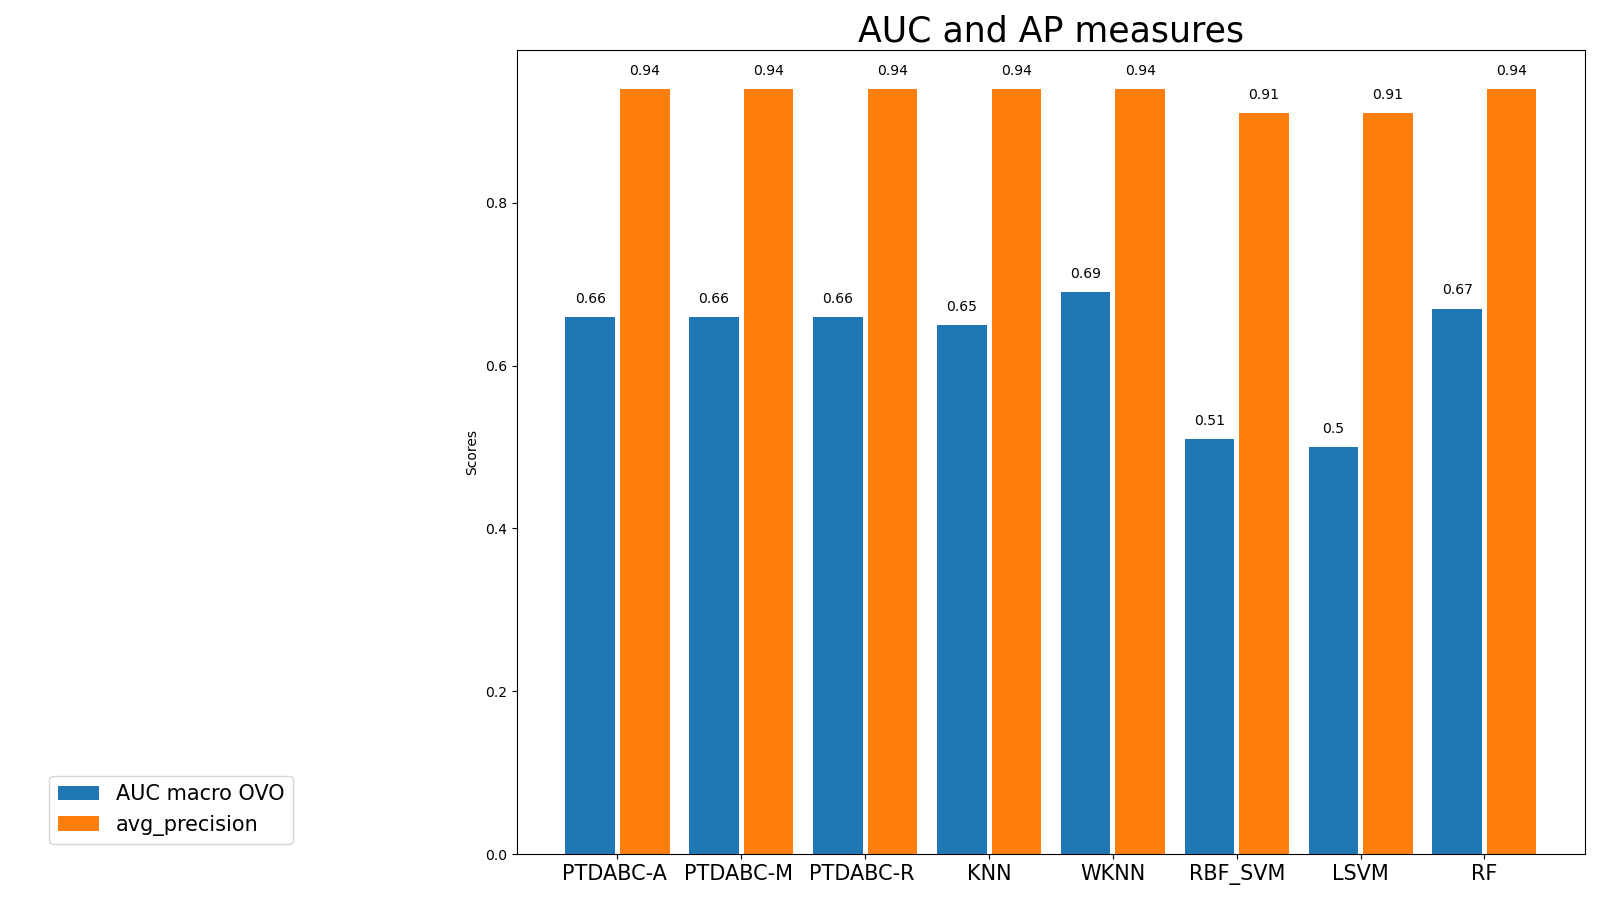 AUC and AP measures
0.94 0.94 0.94 0.94 0.94 0.91 0.91 0.94
0.66 0.66 0.66 0.65 0.69 0.51 0.5 0.67
0.8
0.6
0.4
0.2
0.0
Scores
PTDABC-A PTDABC-M PTDABC-R KNN WKNN RBF_SVM LSVM RF
AUC macro OVO
avg_precision